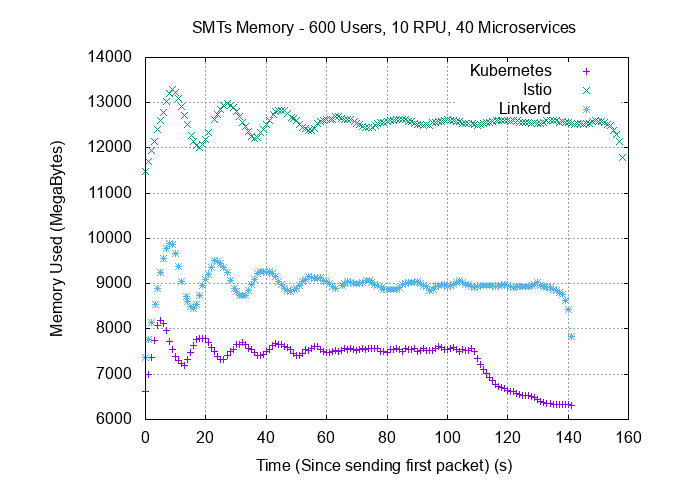 SMTs Memory - 600 Users, 10 RPU, 40 Microservices
14000
13000
12000
11000
10000
9000
8000
7000
6000
Memory Used (MegaBytes)
Kubernetes
Istio
Linkerd
0 20 40 60 80 100 120 140 160
Time (Since sending first packet) (s)